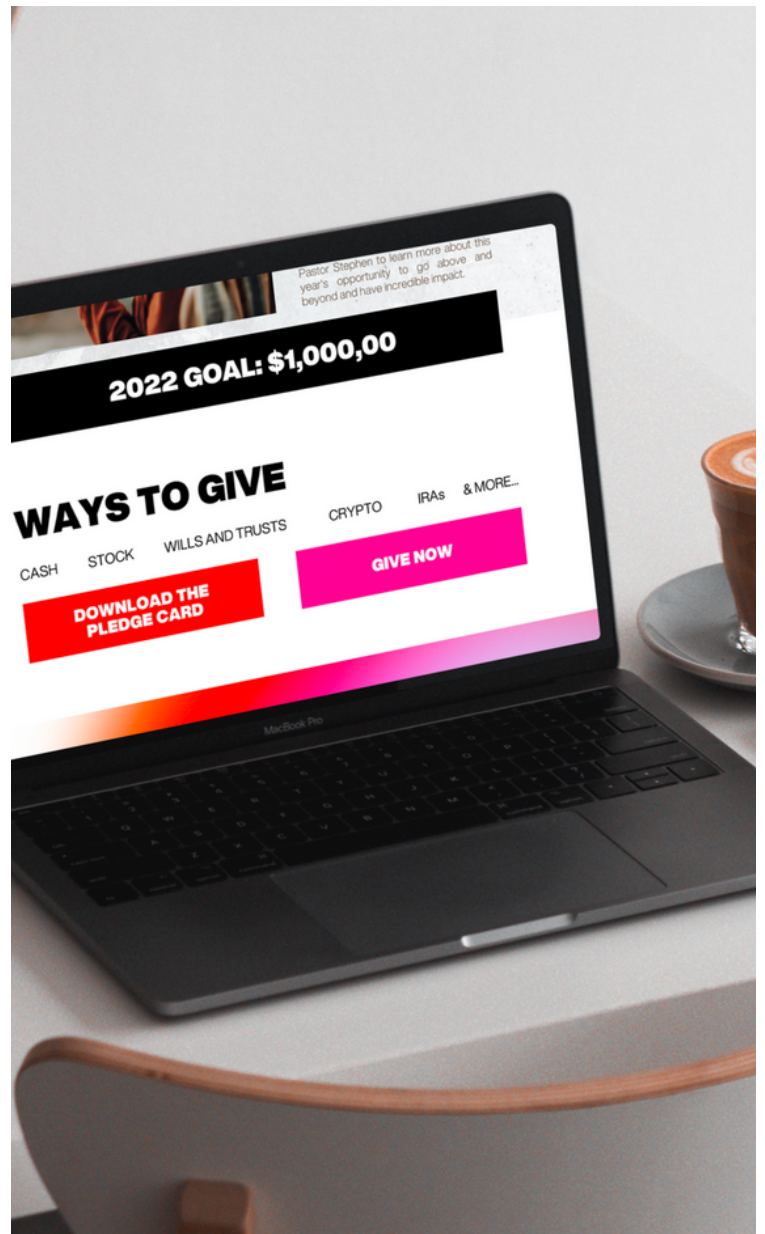 Pastor Stephen to learn more about this
year's opportunity to go above and
beyond and have incredible impact.
2022 GOAL: $1,000,00
WAYS TO GIVE
CASH STOCK WILLS AND TRUSTS CRYPTO IRAs & MORE...
DOWNLOAD THE
PLEDGE CARD
GIVE NOW
MacBook Pro